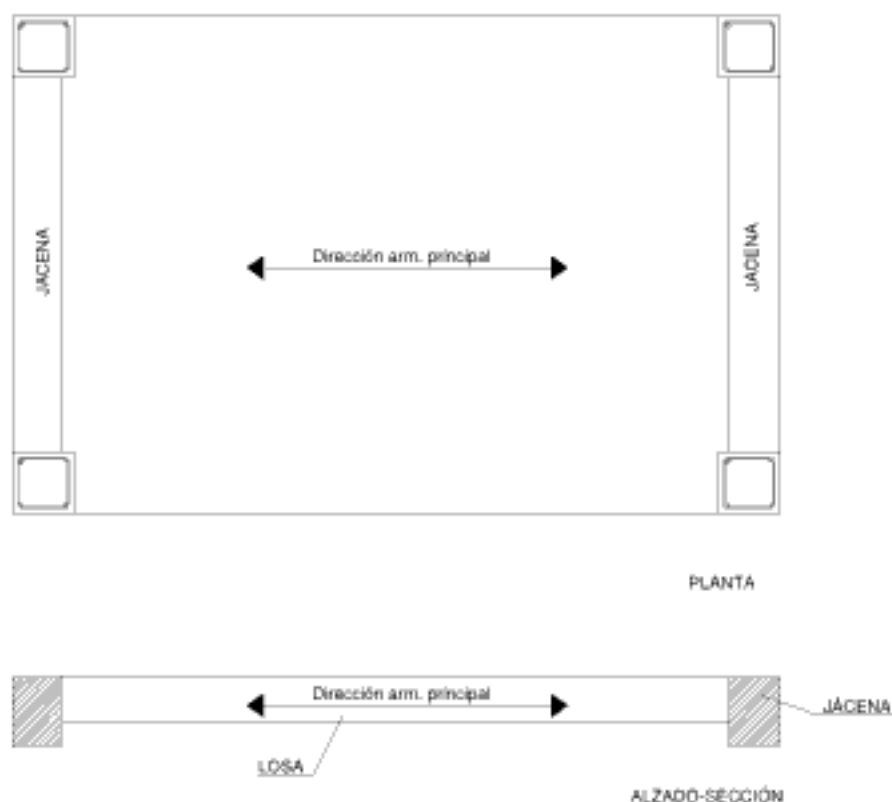 JÁCENA
Dirección arm. principal
JÁCENA
PLANTA
Dirección arm. principal
JÁCENA
LOSA
ALZADO-SECCIÓN